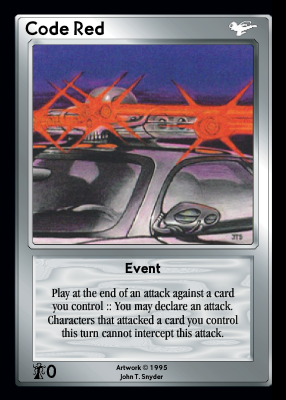 Code Red
JTS
Event
Play at the end of an attack against a card
you control :: You may declare an attack.
Characters that attacked a card you control
this turn cannot intercept this attack.
0
Artwork © 1995
John T. Snyder